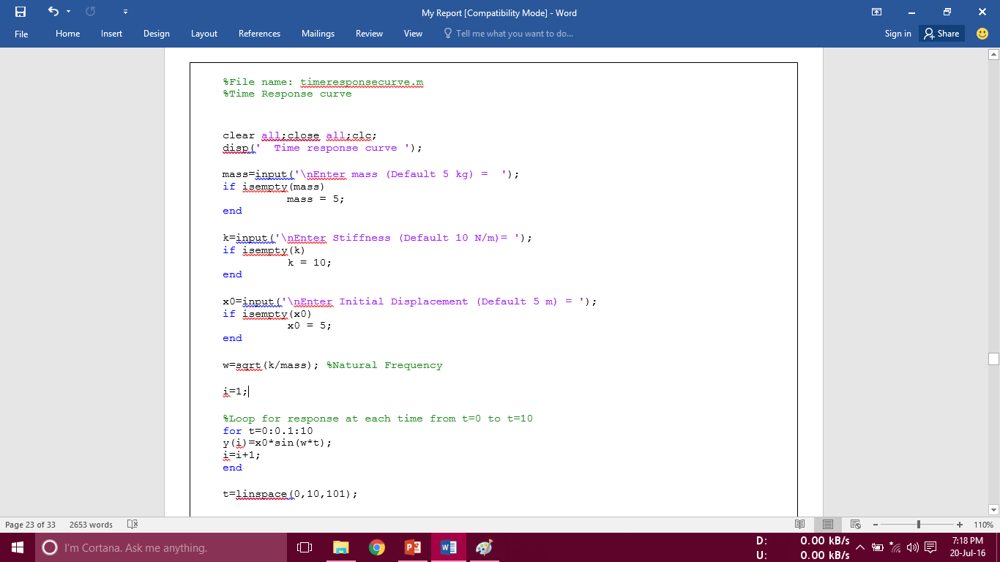 My Report [Compatibility Mode] - Word
File Home Insert Design Layout References Mailings Review View Tell me what you want to do... Sign in Share
%File name: timeresponsecurve.m
%Time Response curve
clear all;close all;clc;
disp('  Time response curve ');
mass=input('\nEnter mass (Default 5 kg) =  ');
if isempty(mass)
          mass = 5;
end
k=input('\nEnter Stiffness (Default 10 N/m)= ');
if isempty(k)
          k = 10;
end
x0=input('\nEnter Initial Displacement (Default 5 m) = ');
if isempty(x0)
          x0 = 5;
end
w=sqrt(k/mass); %Natural Frequency
i=1;
%Loop for response at each time from t=0 to t=10
for t=0:0.1:10
y(i)=x0*sin(w*t);
i=i+1;
end
t=linspace(0,10,101);
Page 23 of 33 2653 words 110%
I'm Cortana. Ask me anything.
D: 0.00 kB/s
U: 0.00 kB/s
7:18 PM
20-Jul-16